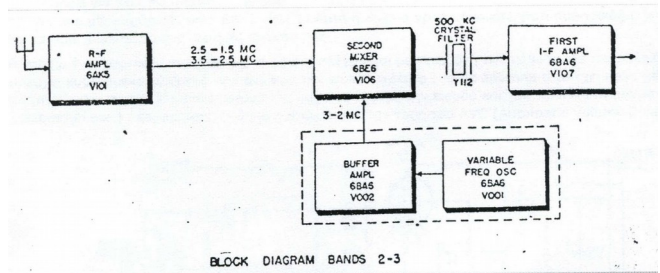 R-F
AMPL
6AK5
V101
2.5 - 1.5 MC
3.5 - 2.5 MC
SECOND
MIXER
6BE6
V106
500 KC
CRYSTAL
FILTER
Y112
FIRST
I-F AMPL
6BA6
V107
3-2 MC
BUFFER
AMPL
6BA6
V002
VARIABLE
FREQ OSC
6BA6
V001
BLOCK DIAGRAM BANDS 2-3